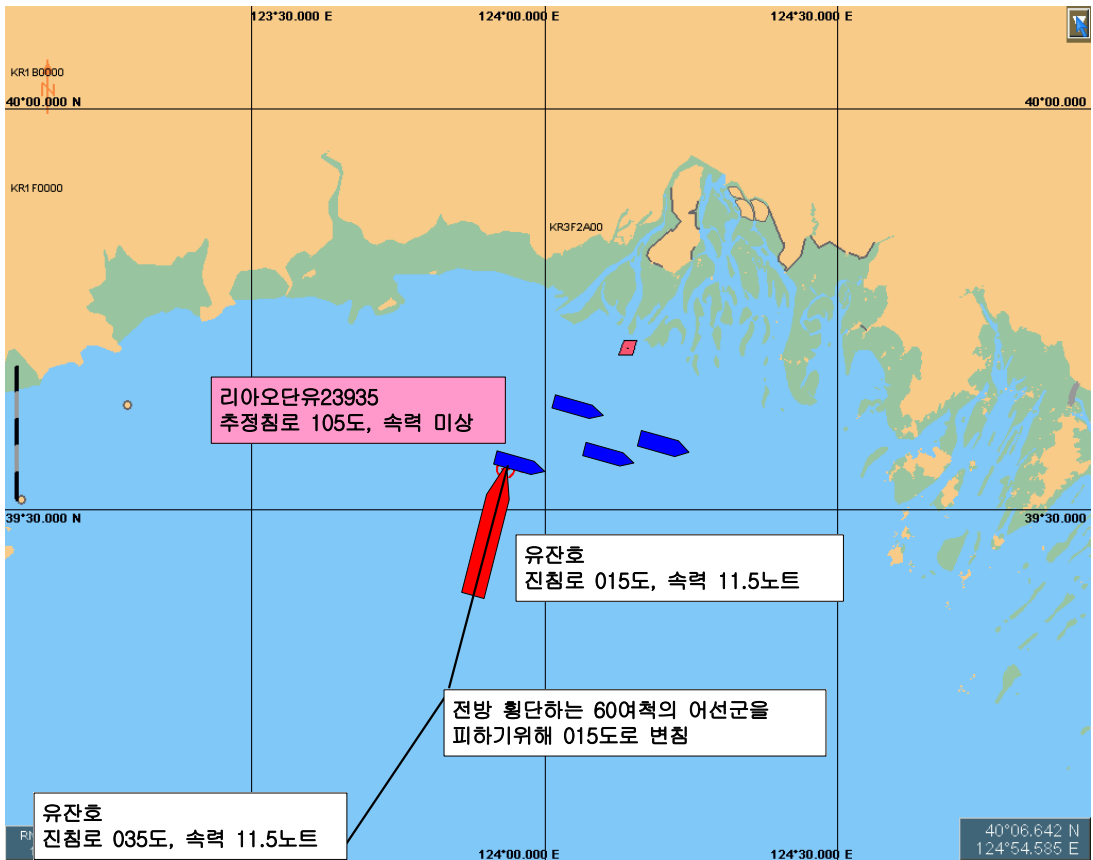 123°30.000 E
124°00.000 E
124°30.000 E
KR1B0000
N
40°00.000 N
40°00.000
KR1F0000
KR3F2A00
리아오단유23935
추정침로 105도, 속력 미상
39°30.000 N
39°30.000
유잔호
진침로 015도, 속력 11.5노트
전방 횡단하는 60여척의 어선군을
피하기위해 015도로 변침
유잔호
진침로 035도, 속력 11.5노트
124°00.000 E
124°30.000 E
40°06.642 N
124°54.585 E